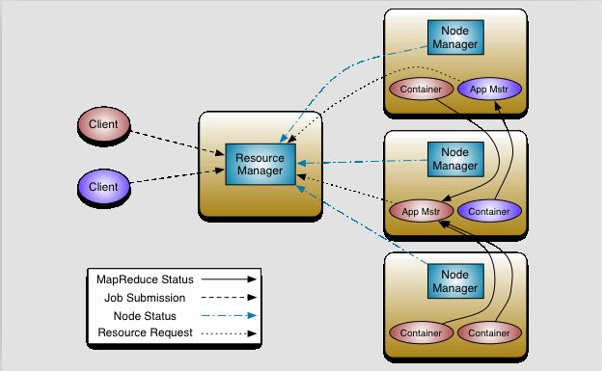 Node
Manager
Container
App Mstr
Client
Resource
Manager
Client
Node
Manager
App Mstr
Container
Node
Manager
Container
Container
MapReduce Status
Job Submission
Node Status
Resource Request